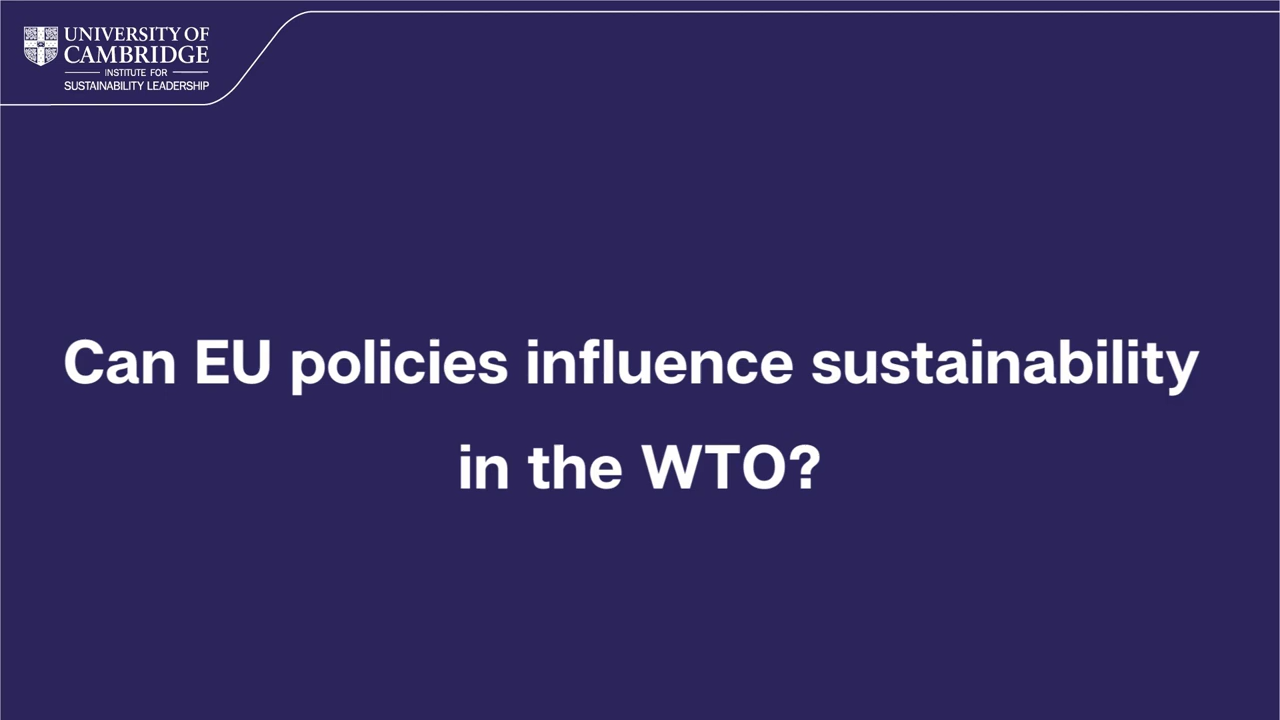 UNIVERSITY OF
CAMBRIDGE
INSTITUTE FOR
SUSTAINABILITY LEADERSHIP
Can EU policies influence sustainability
in the WTO?